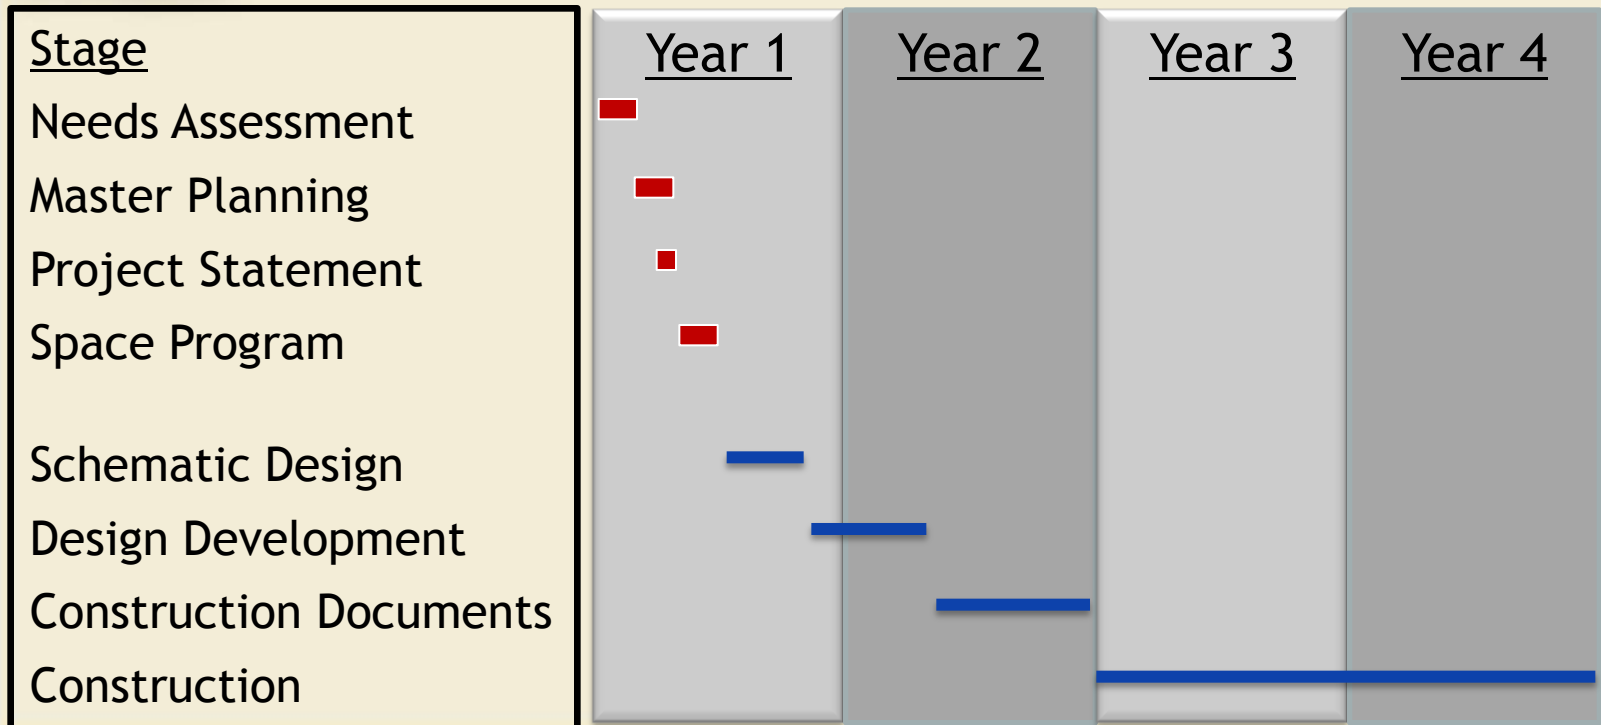 Stage
Year 1
Year 2
Year 3
Year 4
Needs Assessment
Master Planning
Project Statement
Space Program
Schematic Design
Design Development
Construction Documents
Construction